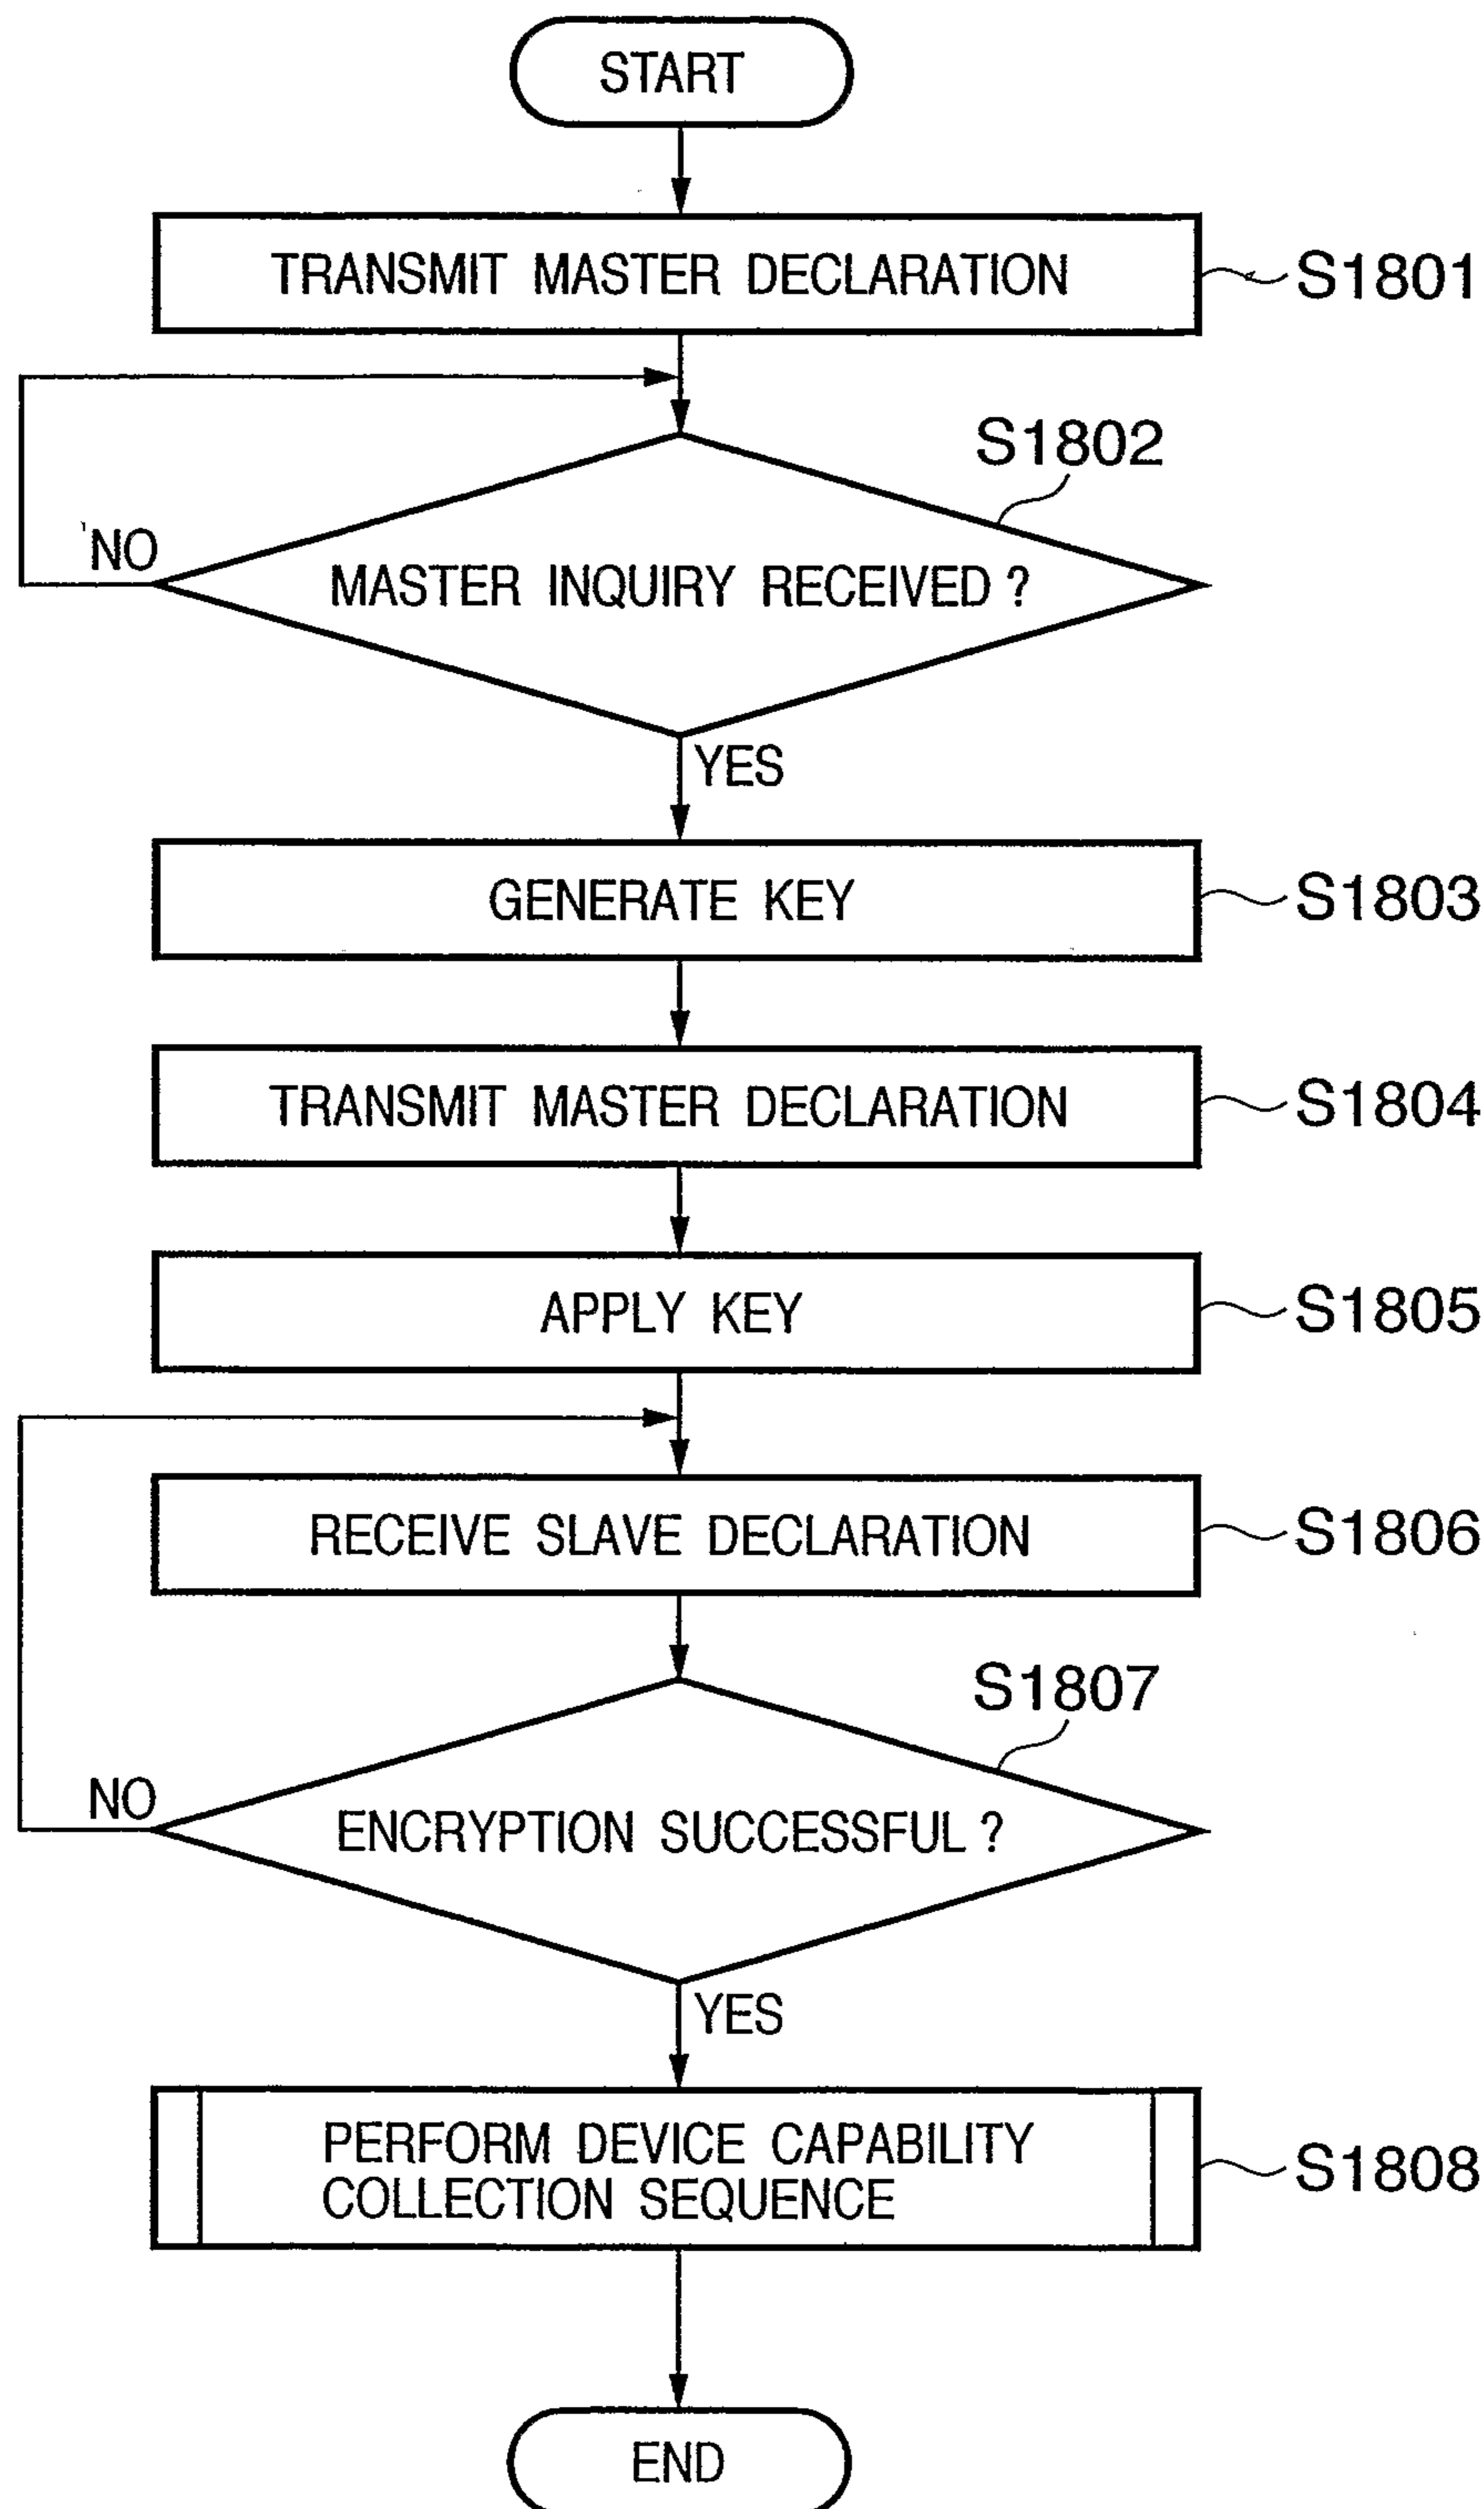 START
TRANSMIT MASTER DECLARATION
S1801
S1802
NO
MASTER INQUIRY RECEIVED?
YES
GENERATE KEY
S1803
TRANSMIT MASTER DECLARATION
S1804
APPLY KEY
S1805
RECEIVE SLAVE DECLARATION
S1806
S1807
NO
ENCRYPTION SUCCESSFUL?
YES
PERFORM DEVICE CAPABILITY
COLLECTION SEQUENCE
S1808
END